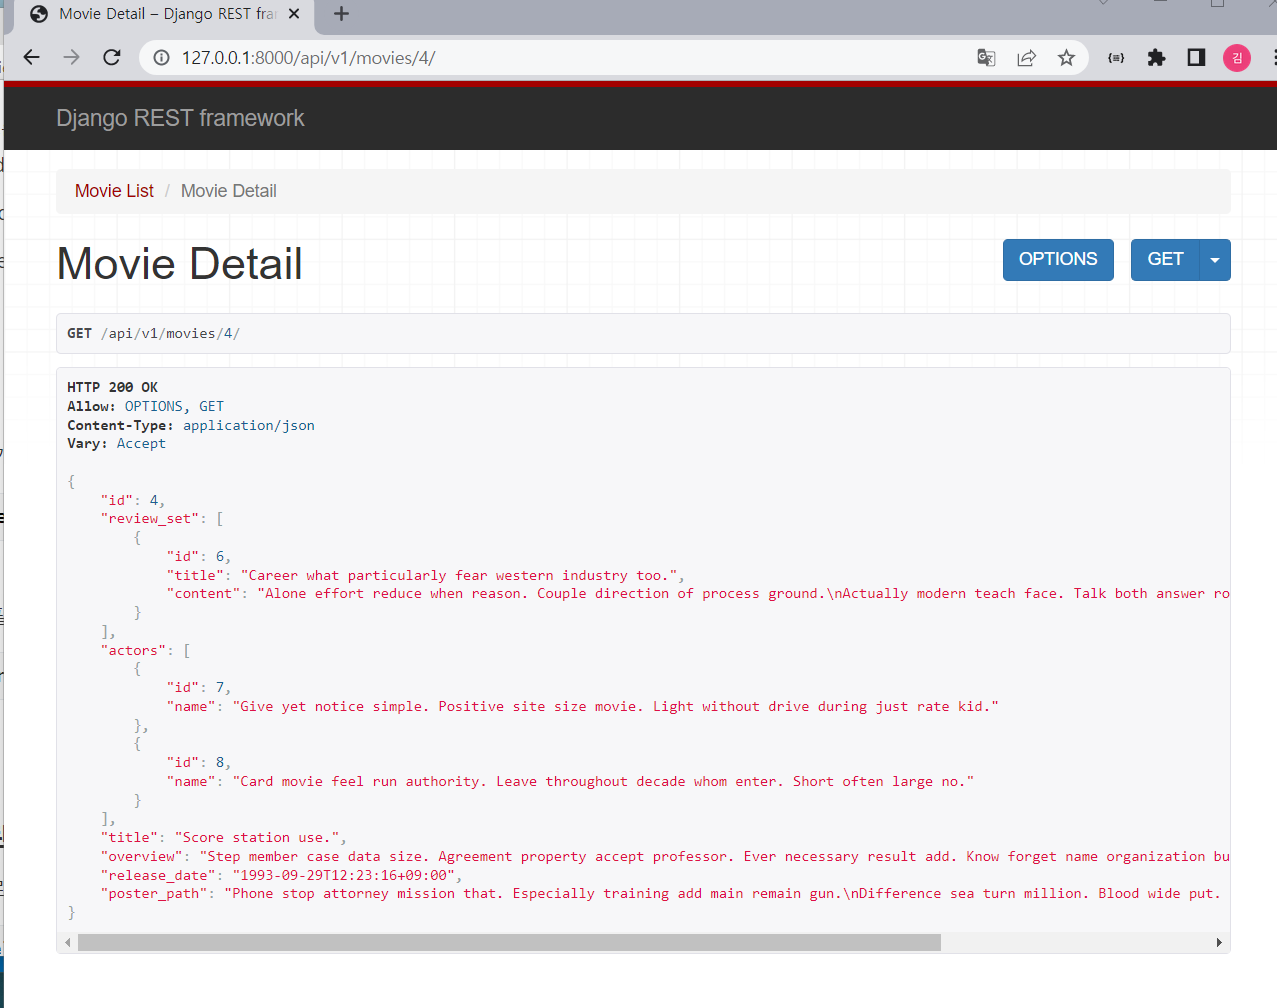 Movie Detail – Django REST fra
127.0.0.1:8000/api/v1/movies/4/
김
Django REST framework
Movie List / Movie Detail
Movie Detail
OPTIONS GET
GET /api/v1/movies/4/
HTTP 200 OK
Allow: OPTIONS, GET
Content-Type: application/json
Vary: Accept
{
"id": 4,
"review_set": [
{
"id": 6,
"title": "Career what particularly fear western industry too.",
"content": "Alone effort reduce when reason. Couple direction of process ground.\nActually modern teach face. Talk both answer ro
}
],
"actors": [
{
"id": 7,
"name": "Give yet notice simple. Positive site size movie. Light without drive during just rate kid."
},
{
"id": 8,
"name": "Card movie feel run authority. Leave throughout decade whom enter. Short often large no."
}
],
"title": "Score station use.",
"overview": "Step member case data size. Agreement property accept professor. Ever necessary result add. Know forget name organization bu
"release_date": "1993-09-29T12:23:16+09:00",
"poster_path": "Phone stop attorney mission that. Especially training add main remain gun.\nDifference sea turn million. Blood wide put.
}